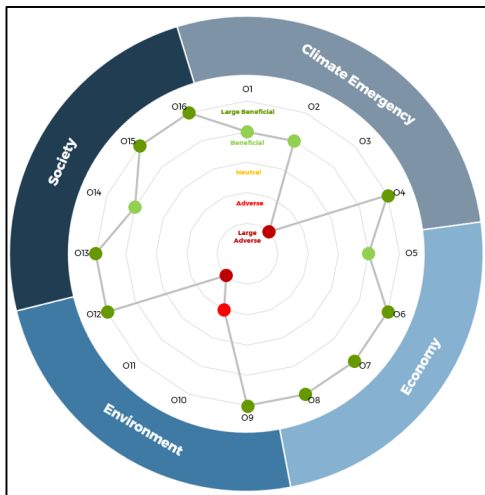 Climate Emergency
Society
Economy
Environment
O1
O2
O3
O4
O5
O6
O7
O8
O9
O10
O11
O12
O13
O14
O15
O16
Large Beneficial
Beneficial
Neutral
Adverse
Large
Adverse